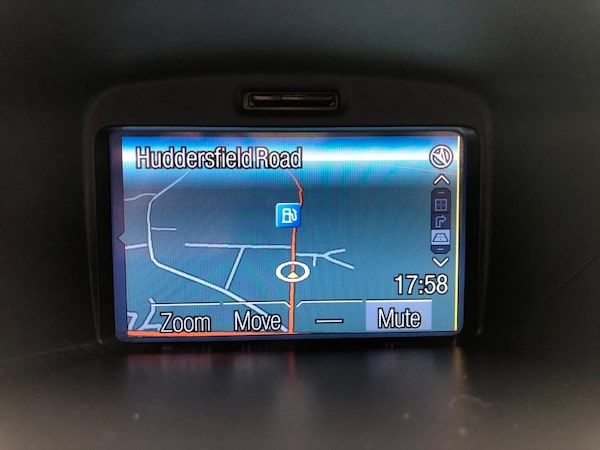 Huddersfield Road
17:58
Zoom Move — Mute